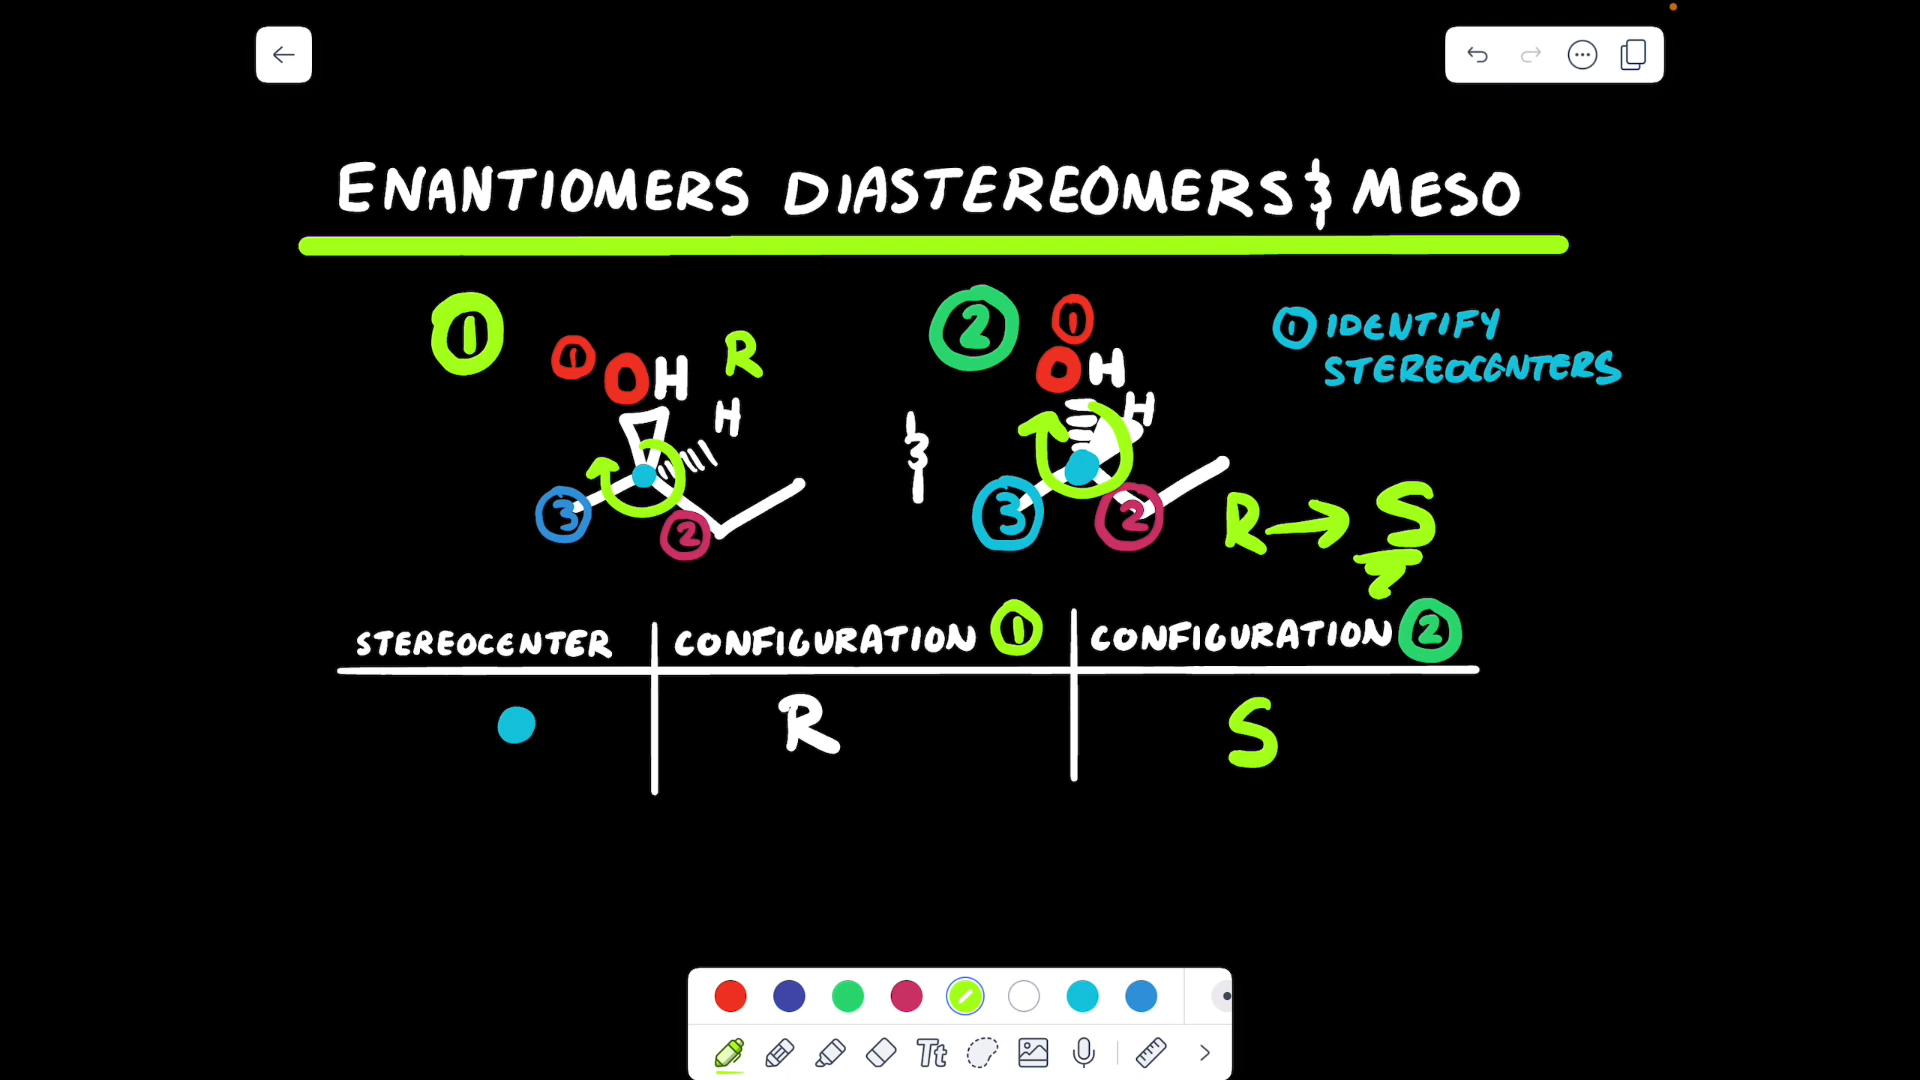 ENANTIOMERS DIASTEREOMERS & MESO
1
1 OH R
H
3
2
&
2
1
OH
H
3
2
R → S
1 IDENTIFY
STEREOCENTERS
STEREOCENTER CONFIGURATION 1 CONFIGURATION 2
R S
Tt